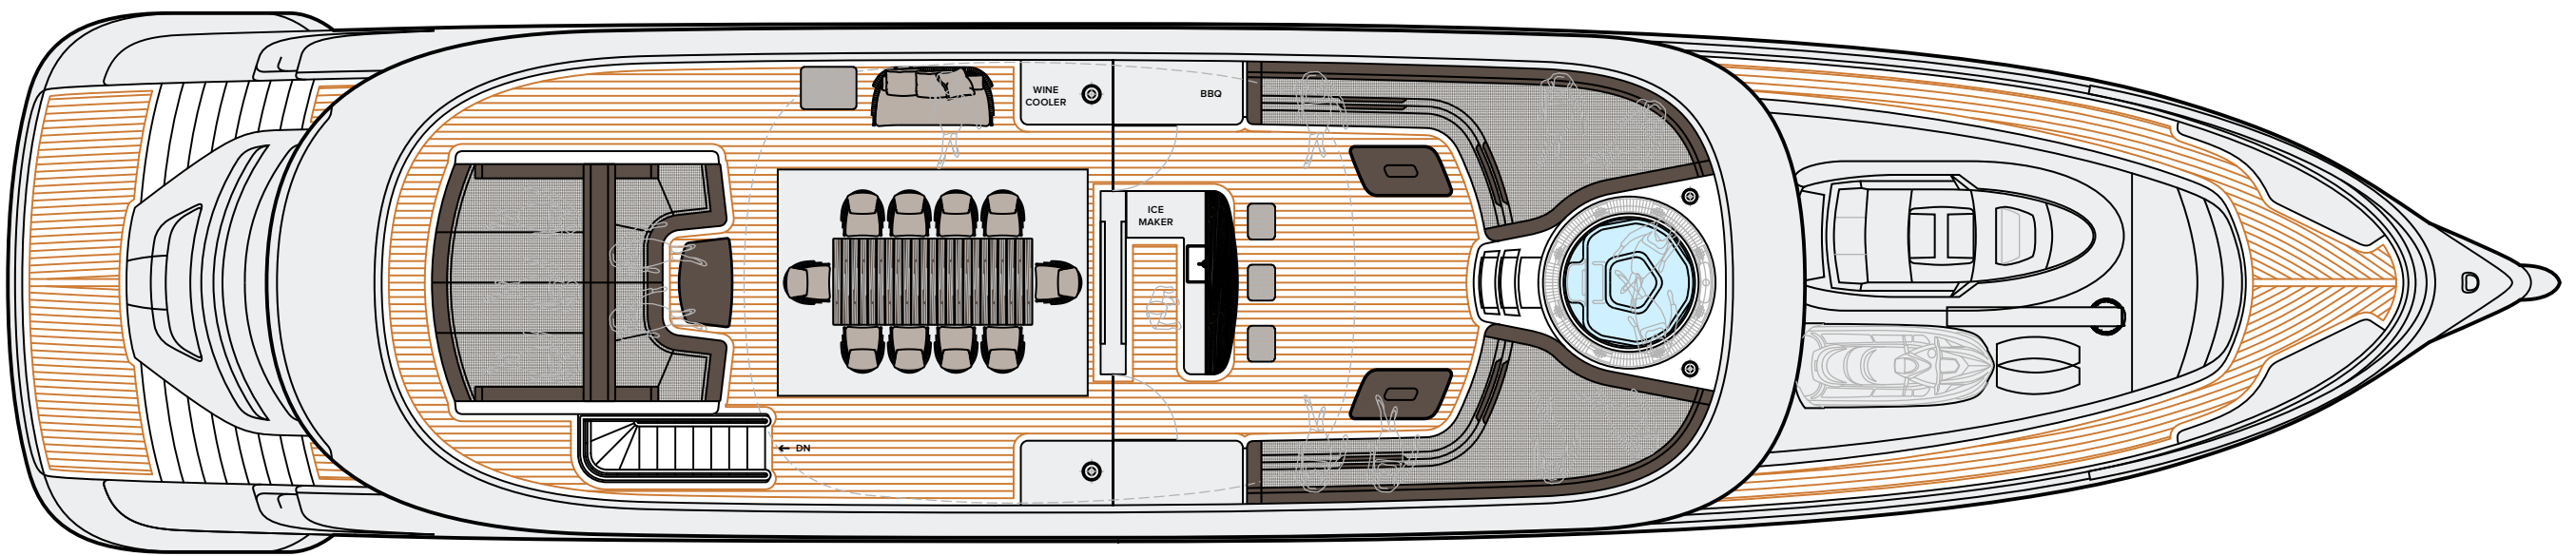 WINE
COOLER
BBQ
ICE
MAKER
← DN